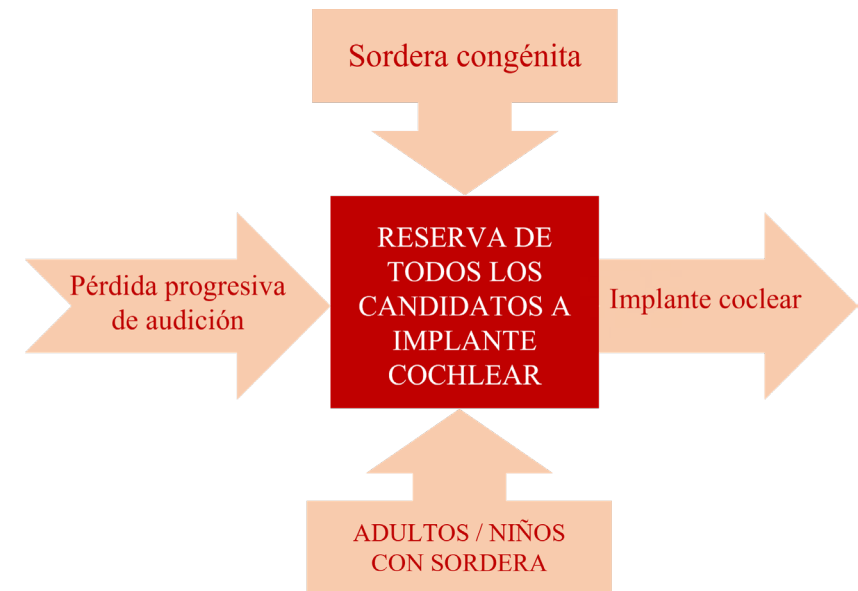 Sordera congénita
Pérdida progresiva
de audición
RESERVA DE
TODOS LOS
CANDIDATOS A
IMPLANTE
COCHLEAR
Implante coclear
ADULTOS / NIÑOS
CON SORDERA